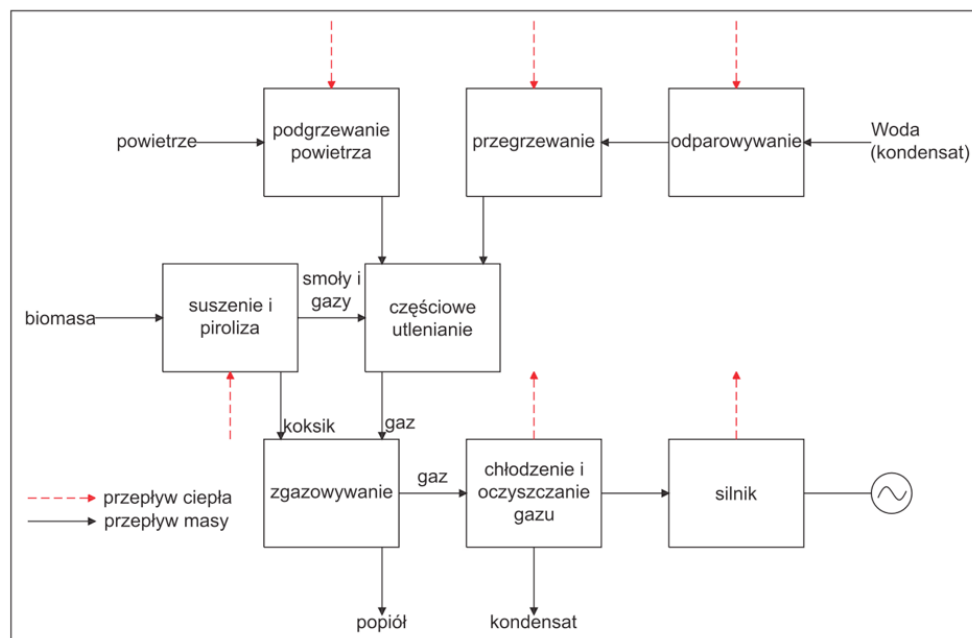 powietrze
podgrzewanie
powietrza
przegrzewanie
odparowywanie
Woda
(kondensat)
biomasa
suszenie i
piroliza
smoły i
gazy
częściowe
utlenianie
koksik
gaz
zgazowywanie
gaz
chłodzenie i
oczyszczanie
gazu
silnik
przepływ ciepła
przepływ masy
popiół
kondensat